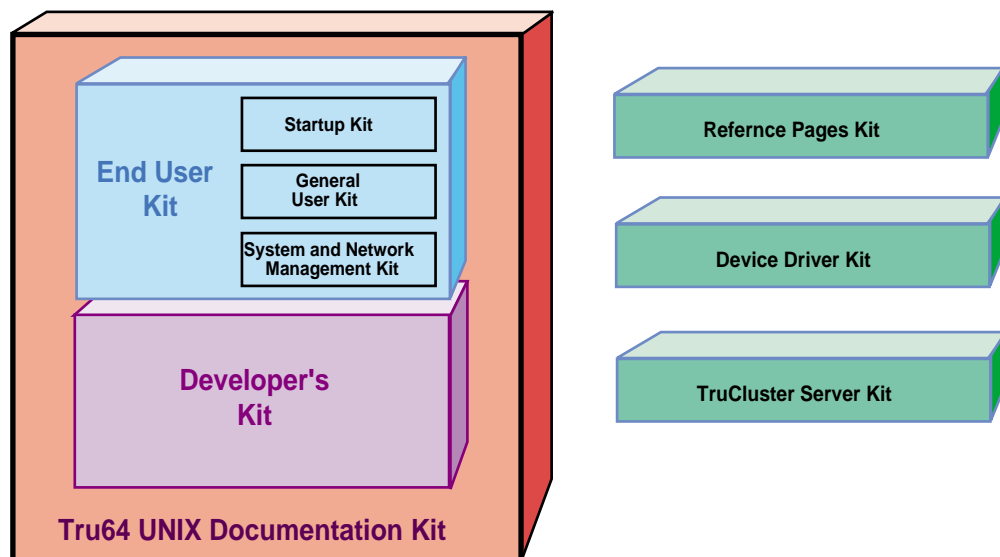 Startup Kit
End User
Kit
General
User Kit
System and Network
Management Kit
Developer's
Kit
Tru64 UNIX Documentation Kit
Refernce Pages Kit
Device Driver Kit
TruCluster Server Kit